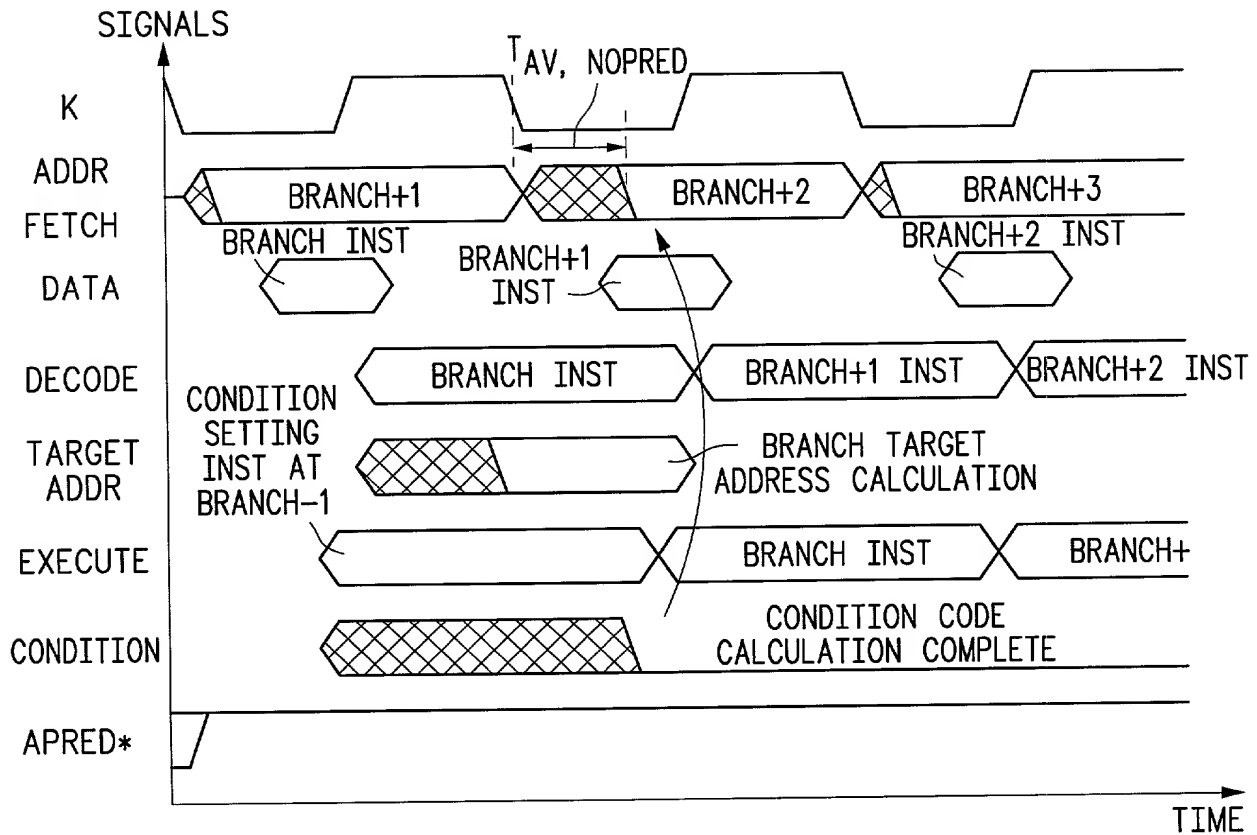 SIGNALS
T AV, NOPRED
K
ADDR
FETCH
BRANCH+1
BRANCH+2
BRANCH+3
BRANCH INST
BRANCH+1
INST
BRANCH+2 INST
DATA
DECODE
BRANCH INST
BRANCH+1 INST
BRANCH+2 INST
CONDITION
SETTING
INST AT
BRANCH-1
TARGET
ADDR
BRANCH TARGET
ADDRESS CALCULATION
EXECUTE
BRANCH INST
BRANCH+
CONDITION
CONDITION CODE
CALCULATION COMPLETE
APRED*
TIME